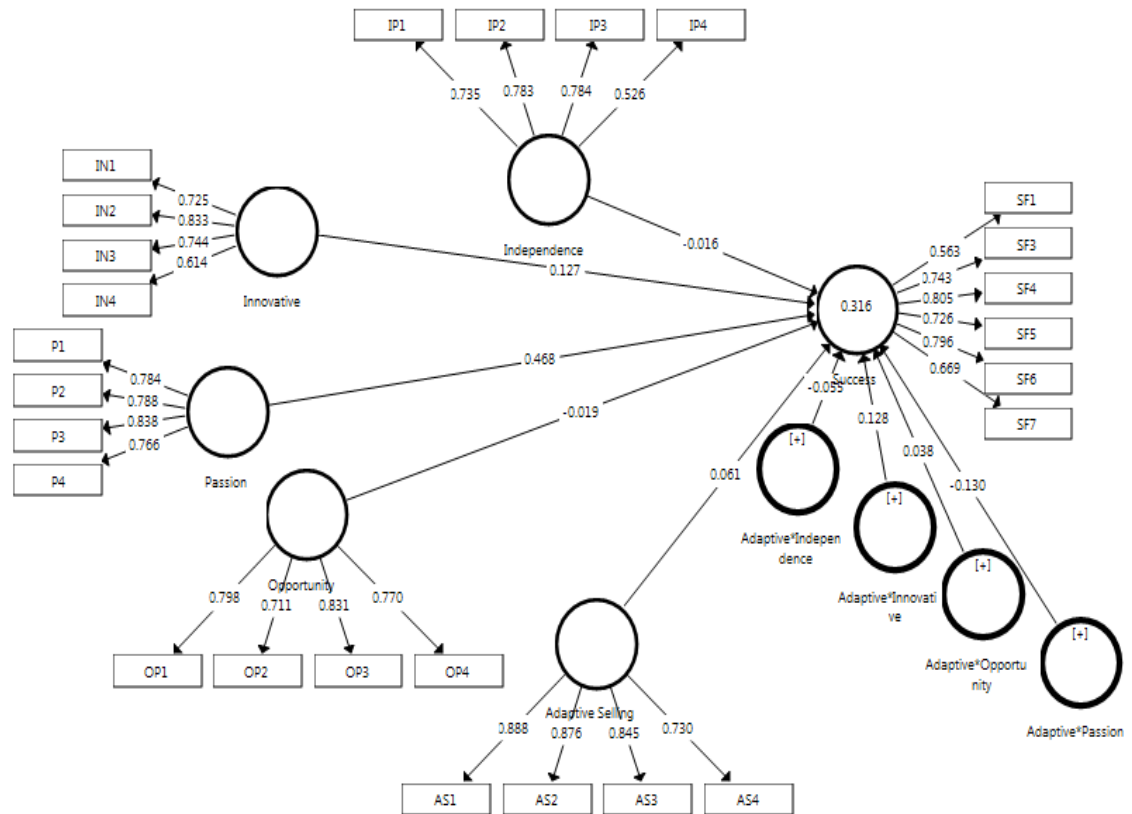 IP1
IP2
IP3
IP4
0.735
0.783
0.784
0.526
Independence
IN1
IN2
IN3
IN4
0.725
0.833
0.744
0.614
Innovative
-0.016
0.127
P1
P2
P3
P4
0.784
0.788
0.838
0.766
Passion
0.468
-0.019
SF1
SF3
SF4
SF5
SF6
SF7
0.563
0.743
0.805
0.726
0.796
0.669
0.316
Success
-0.055
0.128
0.038
-0.130
0.061
Opportunity
0.798
0.711
0.831
0.770
OP1
OP2
OP3
OP4
Adaptive Selling
0.888
0.876
0.845
0.730
AS1
AS2
AS3
AS4
[+]
Adaptive*Indepen
dence
[+]
Adaptive*Innovati
ve
[+]
Adaptive*Opportu
nity
[+]
Adaptive*Passion